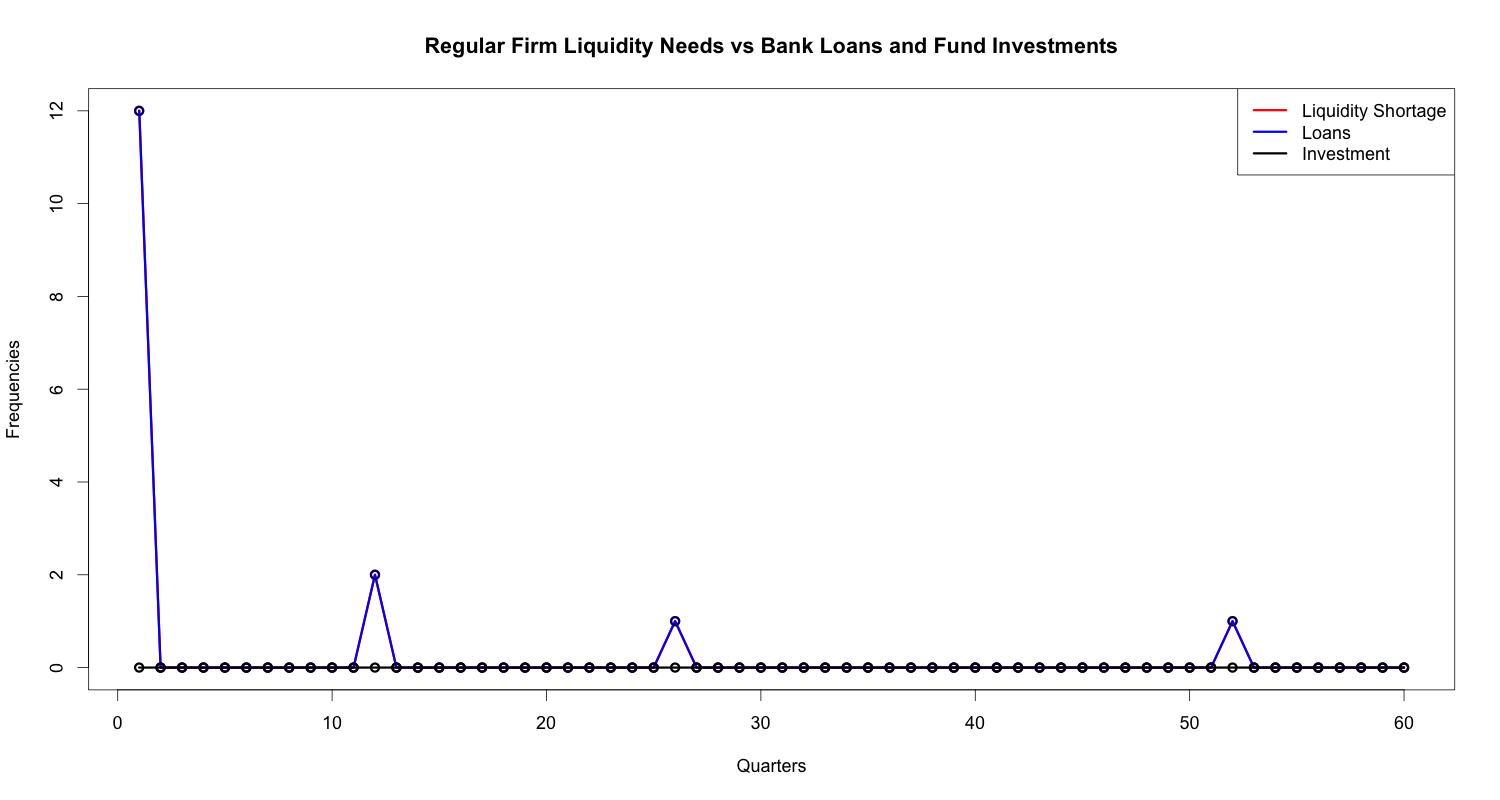 Regular Firm Liquidity Needs vs Bank Loans and Fund Investments
Liquidity Shortage
Loans
Investment
12
10
8
6
4
2
0
Frequencies
0 10 20 30 40 50 60
Quarters